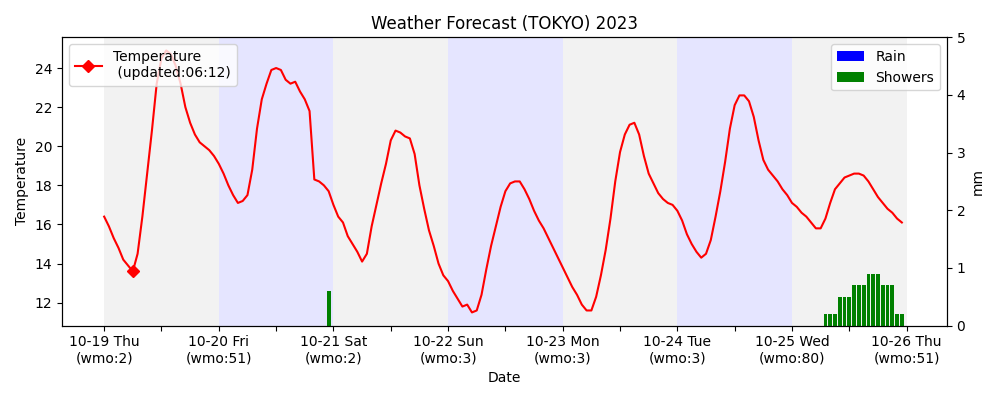 Weather Forecast (TOKYO) 2023
Temperature
(updated:06:12)
Rain
Showers
Temperature
24
22
20
18
16
14
12
5
4
3
2
1
0
mm
10-19 Thu
(wmo:2)
10-20 Fri
(wmo:51)
10-21 Sat
(wmo:2)
10-22 Sun
(wmo:3)
10-23 Mon
(wmo:3)
10-24 Tue
(wmo:3)
10-25 Wed
(wmo:80)
10-26 Thu
(wmo:51)
Date